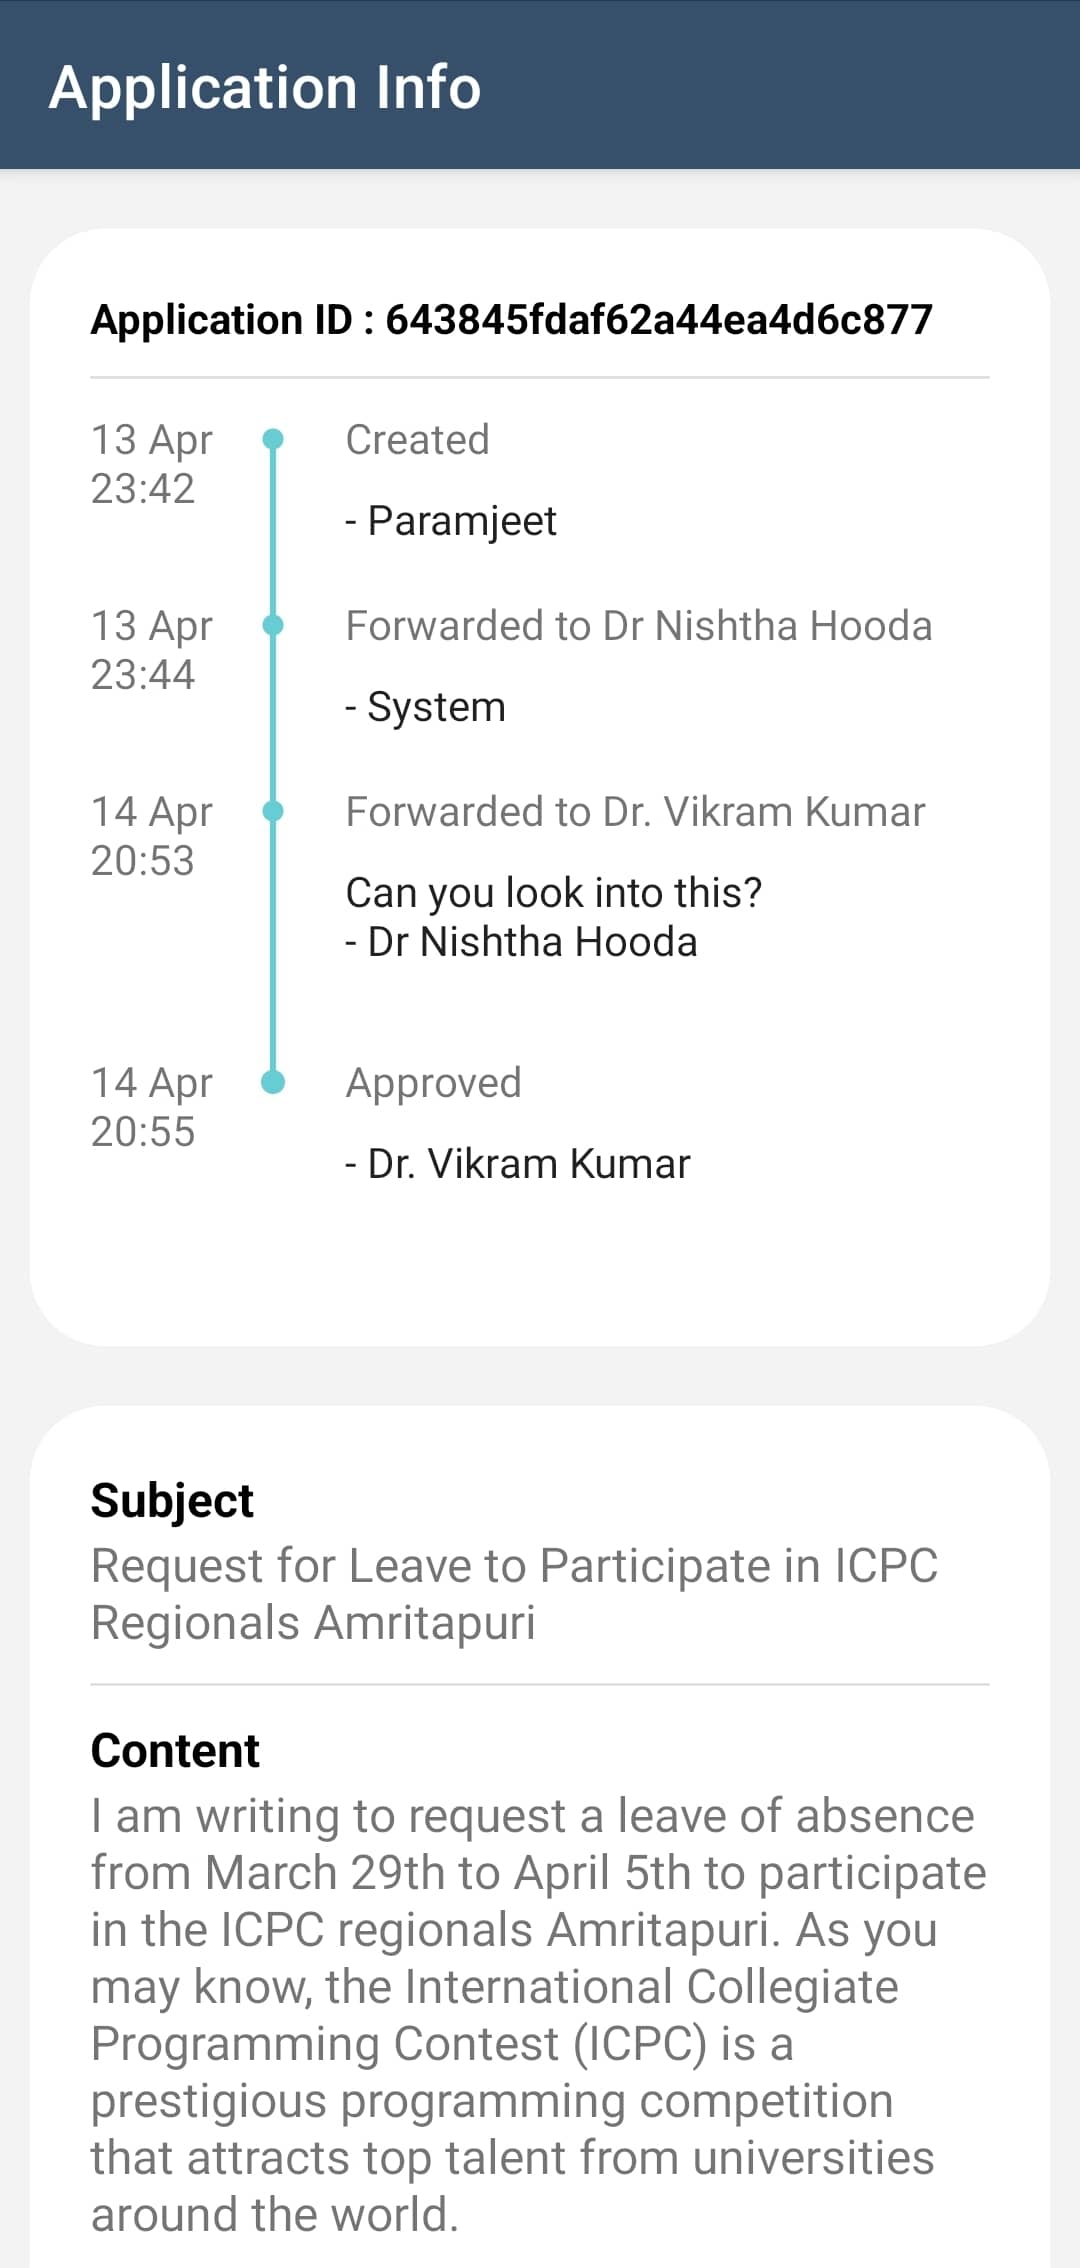 Application Info
Application ID : 643845fdaf62a44ea4d6c877
13 Apr
23:42
Created
- Paramjeet
13 Apr
23:44
Forwarded to Dr Nishtha Hooda
- System
14 Apr
20:53
Forwarded to Dr. Vikram Kumar
Can you look into this?
- Dr Nishtha Hooda
14 Apr
20:55
Approved
- Dr. Vikram Kumar
Subject
Request for Leave to Participate in ICPC
Regionals Amritapuri
Content
I am writing to request a leave of absence
from March 29th to April 5th to participate
in the ICPC regionals Amritapuri. As you
may know, the International Collegiate
Programming Contest (ICPC) is a
prestigious programming competition
that attracts top talent from universities
around the world.